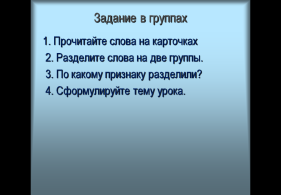 Задание в группах
1. Прочитайте слова на карточках
2. Разделите слова на две группы.
3. По какому признаку разделили?
4. Сформулируйте тему урока.